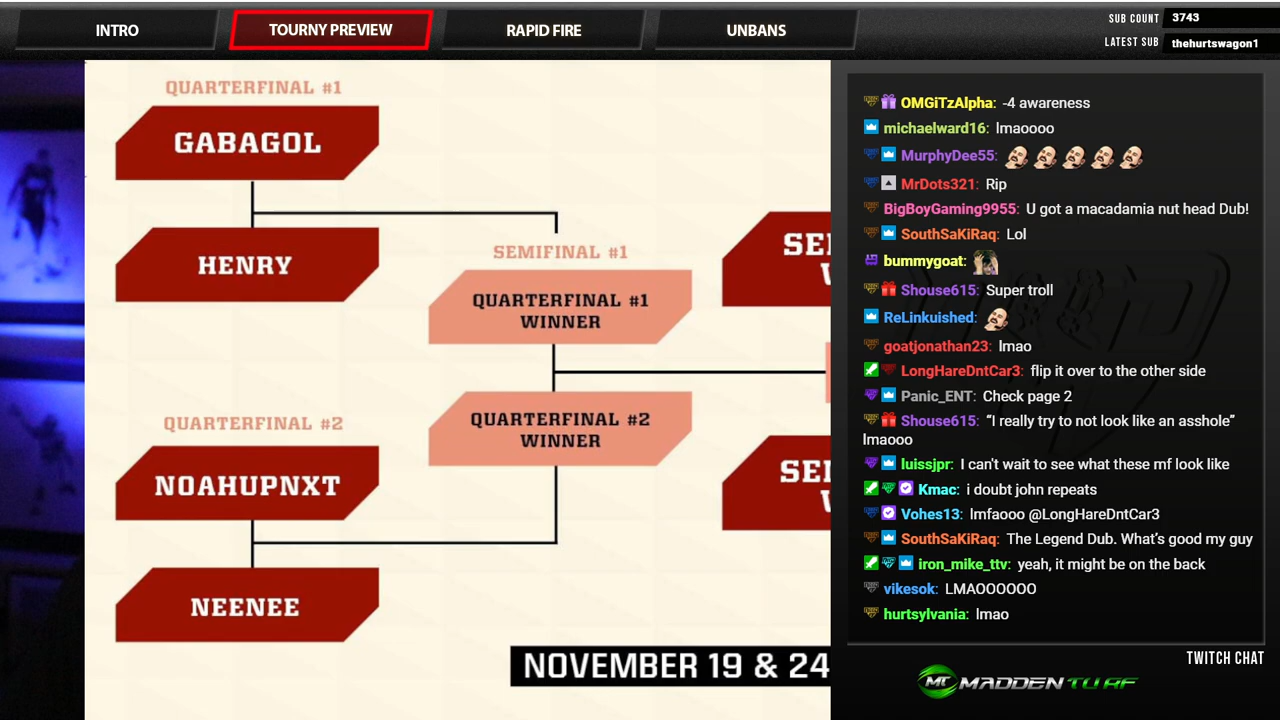 INTRO
TOURNY PREVIEW
RAPID FIRE
UNBANS
SUB COUNT 3743
LATEST SUB thehurtswagon1
QUARTERFINAL #1
GABAGOL
HENRY
SEMIFINAL #1
QUARTERFINAL #1
WINNER
QUARTERFINAL #2
WINNER
QUARTERFINAL #2
NOAHUPNXT
NEENEE
NOVEMBER 19 & 24
OMGiTzAlpha: -4 awareness
michaelward16: lmaoooo
MurphyDee55:
MrDots321: Rip
BigBoyGaming9955: U got a macadamia nut head Dub!
SouthSaKiRaq: Lol
bummygoat:
Shouse615: Super troll
ReLinkuished:
goatjonathan23: lmao
LongHareDntCar3: flip it over to the other side
Panic_ENT: Check page 2
Shouse615: “I really try to not look like an asshole”
lmaooo
luissjpr: I can't wait to see what these mf look like
Kmac: i doubt john repeats
Vohes13: lmfaooo @LongHareDntCar3
SouthSaKiRaq: The Legend Dub. What’s good my guy
iron_mike_ttv: yeah, it might be on the back
vikesok: LMAOOOOOO
hurtsylvania: lmao
TWITCH CHAT
MT MADDEN TURF